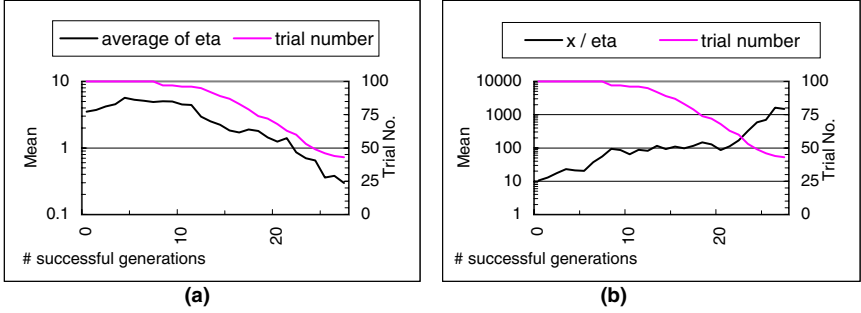 average of eta trial number
10
1
0.1
Mean
100
75
50
25
0
Trial No.
0
10
20
# successful generations
(a)
x / eta trial number
10000
1000
100
10
1
Mean
100
75
50
25
0
Trial No.
0
10
20
# successful generations
(b)